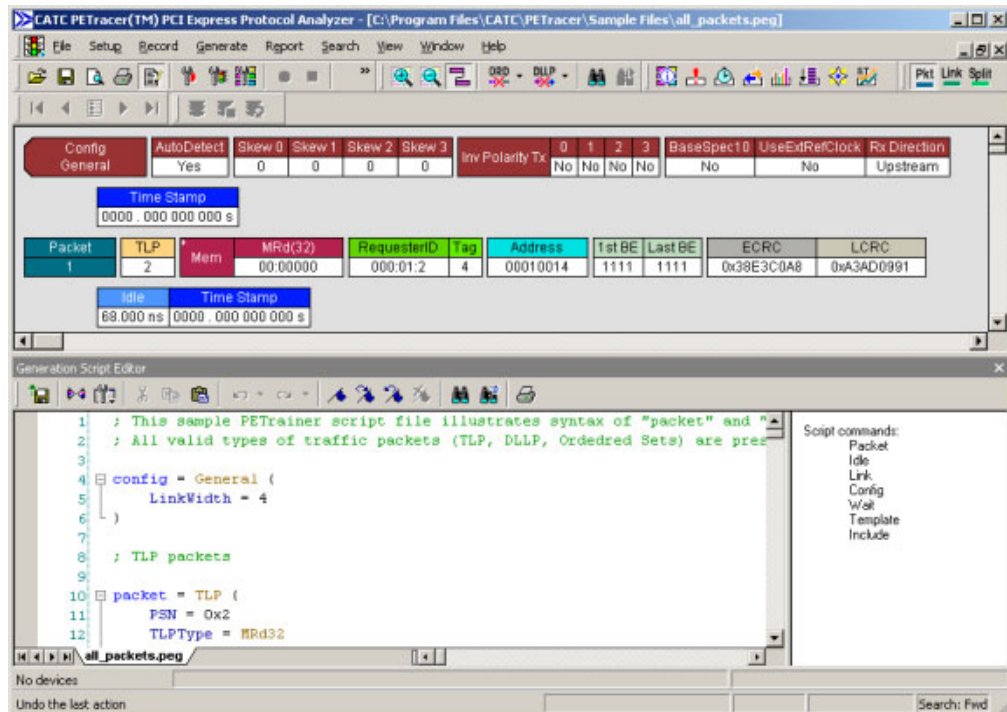 CATC PETracer(TM) PCI Express Protocol Analyzer - [C:\Program Files\CATC\PETracer\Sample Files\all_packets.peg]
File Setup Record Generate Report Search View Window Help
» ORD DLLP BT Pkt Link Split
Config General AutoDetect Yes Skew 0 0 Skew 1 0 Skew 2 0 Skew 3 0 Inv Polarity Tx 0 No 1 No 2 No 3 No BaseSpec10 No UseExtRefClock No Rx Direction Upstream
Time Stamp
0000 . 000 000 000 s
Packet TLP Mem MRd(32) RequesterID Tag Address 1st BE Last BE ECRC LCRC
1 2 00:00000 000:01:2 4 00010014 1111 1111 0x38E3C0A8 0xA3AD0991
Idle Time Stamp
68.000 ns 0000 . 000 000 000 s
Generation Script Editor
1 ; This sample PETrainer script file illustrates syntax of "packet" and "
2 ; All valid types of traffic packets (TLP, DLLP, Ordedred Sets) are pres
3
4 config = General (
5 LinkWidth = 4
6 )
7
8 ; TLP packets
9
10 packet = TLP (
11 PSN = 0x2
12 TLPType = MRd32
Script commands:
Packet
Idle
Link
Config
Wait
Template
Include
all_packets.peg
No devices
Undo the last action Search: Fwd